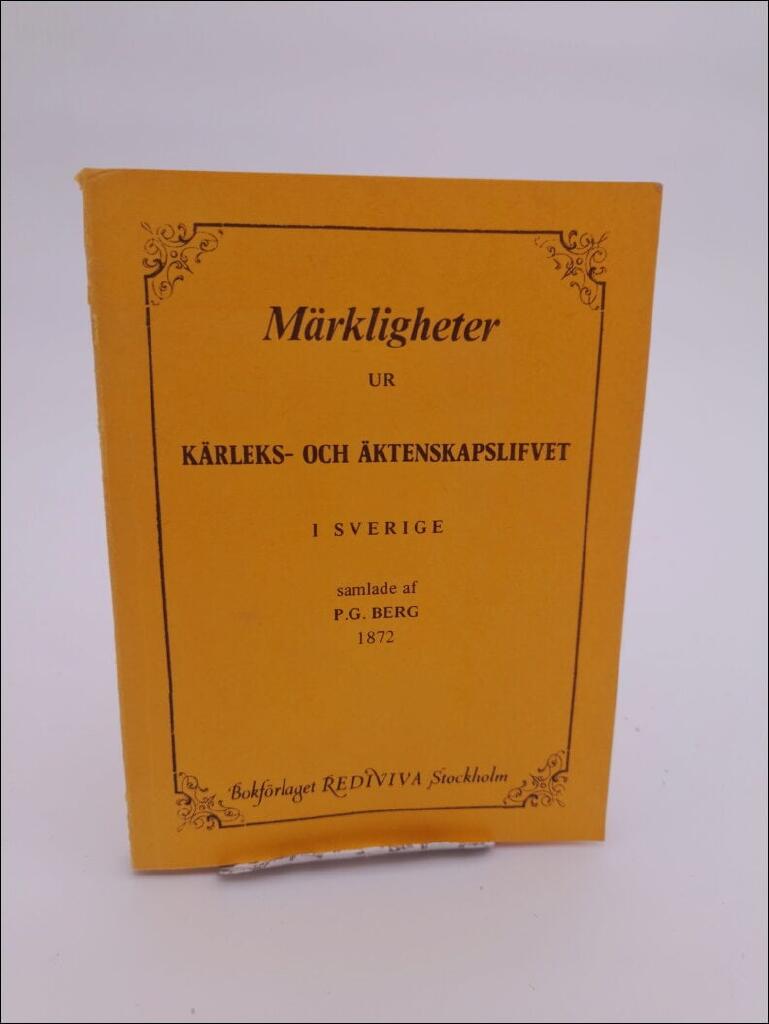 Märkligheter
UR
KÄRLEKS- OCH ÄKTENSKAPSLIFVET
I SVERIGE
samlade af
P.G. BERG
1872
Bokförlaget REDIVIVA Stockholm